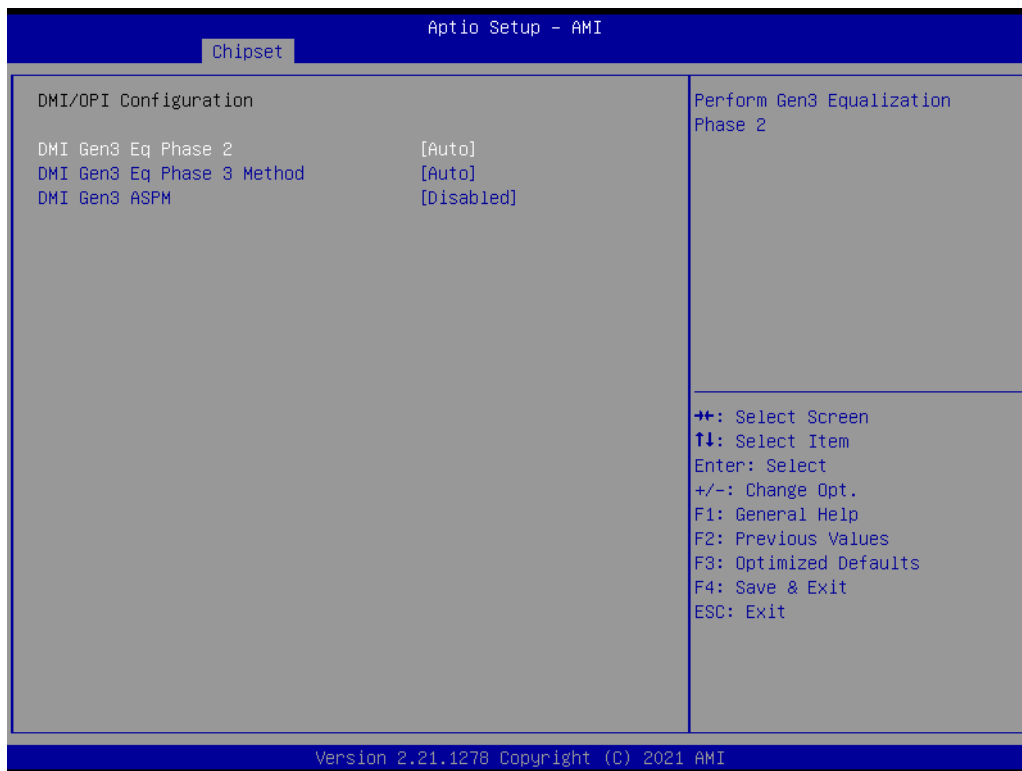 Aptio Setup – AMI
Chipset
DMI/OPI Configuration
DMI Gen3 Eq Phase 2 [Auto]
DMI Gen3 Eq Phase 3 Method [Auto]
DMI Gen3 ASPM [Disabled]
Perform Gen3 Equalization
Phase 2
→←: Select Screen
↑↓: Select Item
Enter: Select
+/-: Change Opt.
F1: General Help
F2: Previous Values
F3: Optimized Defaults
F4: Save & Exit
ESC: Exit
Version 2.21.1278 Copyright (C) 2021 AMI